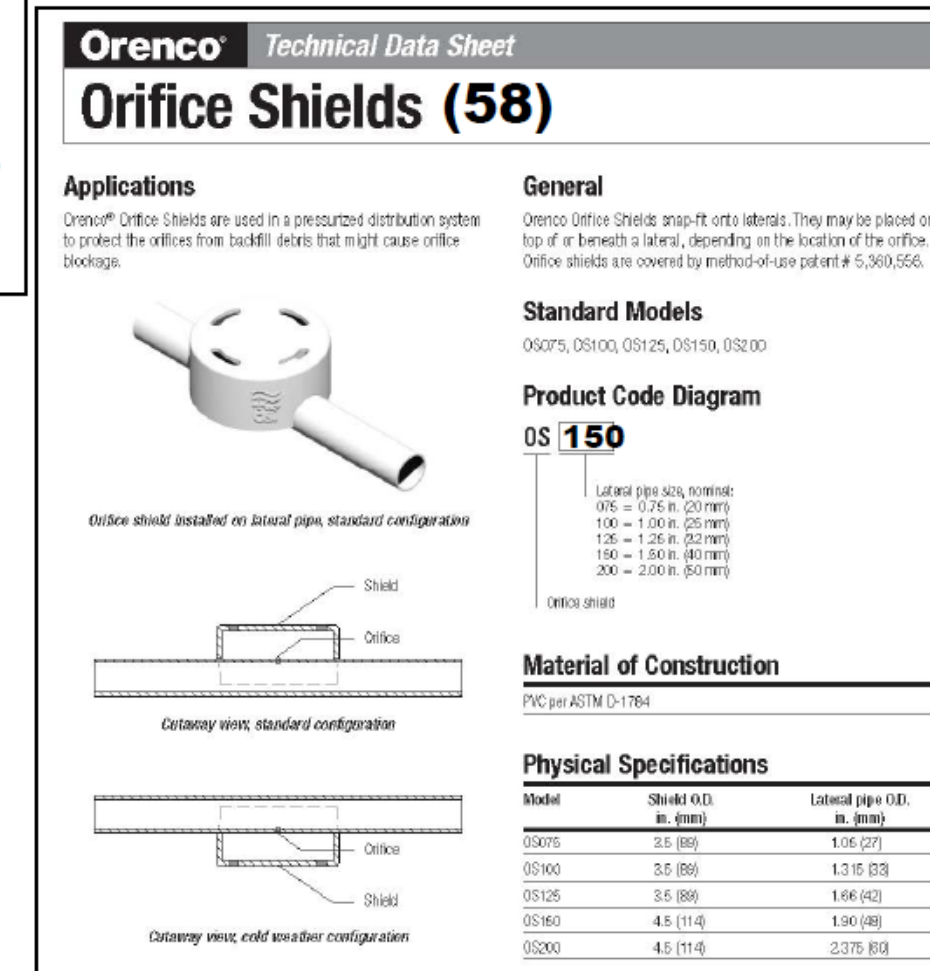 Orenco® Technical Data Sheet
Orifice Shields (58)
Applications
Orenco® Orifice Shields are used in a pressurized distribution system
to protect the orifices from backfill debris that might cause orifice
blockage.
Orifice shield installed on lateral pipe, standard configuration
Shield
Orifice
Cutaway view, standard configuration
Orifice
Shield
Cutaway view, cold weather configuration
General
Orenco Orifice Shields snap-fit onto laterals. They may be placed on
top of or beneath a lateral, depending on the location of the orifice.
Orifice shields are covered by method-of-use patent # 5,360,556.
Standard Models
OS075, OS100, OS125, OS150, OS200
Product Code Diagram
OS 150
Lateral pipe size, nominal:
075 = 0.75 in. (20 mm)
100 = 1.00 in. (25 mm)
125 = 1.25 in. (32 mm)
150 = 1.50 in. (40 mm)
200 = 2.00 in. (50 mm)
Orifice shield
Material of Construction
PVC per ASTM D-1784
Physical Specifications
Model Shield O.D. Lateral pipe O.D.
in. (mm) in. (mm)
OS075 3.5 (89) 1.05 (27)
OS100 3.5 (89) 1.315 (33)
OS125 3.5 (89) 1.66 (42)
OS150 4.5 (114) 1.90 (48)
OS200 4.5 (114) 2.375 (60)